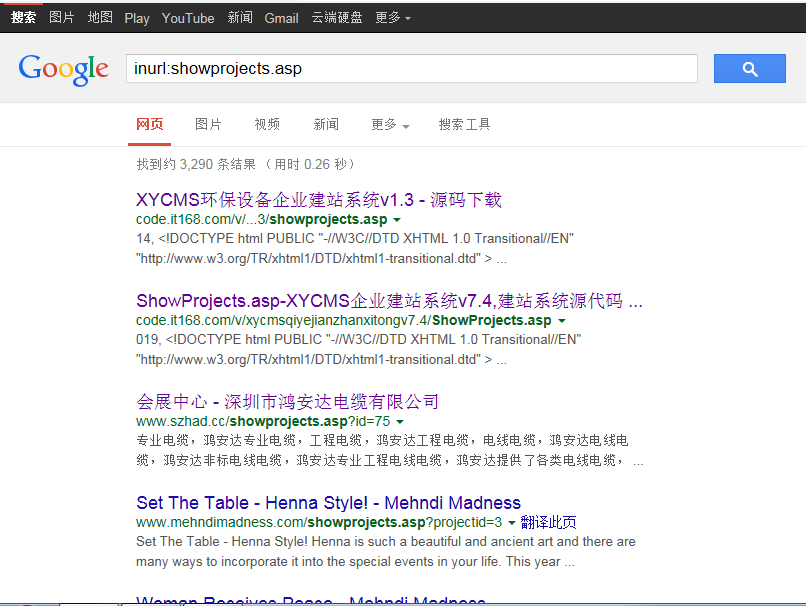 搜索 图片 地图 Play YouTube 新闻 Gmail 云端硬盘 更多
Google inurl:showprojects.asp
网页 图片 视频 新闻 更多 搜索工具
找到约 3,290 条结果 （用时 0.26 秒）
XYCMS环保设备企业建站系统v1.3 - 源码下载
code.it168.com/v/...3/showprojects.asp
14, <!DOCTYPE html PUBLIC "-//W3C//DTD XHTML 1.0 Transitional//EN"
"http://www.w3.org/TR/xhtml1/DTD/xhtml1-transitional.dtd" > ...
ShowProjects.asp-XYCMS企业建站系统v7.4,建站系统源代码 ...
code.it168.com/v/xycmsqiyejianzhanxitongv7.4/ShowProjects.asp
019, <!DOCTYPE html PUBLIC "-//W3C//DTD XHTML 1.0 Transitional//EN"
"http://www.w3.org/TR/xhtml1/DTD/xhtml1-transitional.dtd" > ...
会展中心 - 深圳市鸿安达电缆有限公司
www.szhad.cc/showprojects.asp?id=75
专业电缆，鸿安达专业电缆，工程电缆，鸿安达工程电缆，电线电缆，鸿安达电线电
缆，鸿安达非标电线电缆，鸿安达专业工程电线电缆，鸿安达提供了各类电线电缆， ...
Set The Table - Henna Style! - Mehndi Madness
www.mehndimadness.com/showprojects.asp?projectid=3 翻译此页
Set The Table - Henna Style! Henna is such a beautiful and ancient art and there are
many ways to incorporate it into the special events in your life. This year ...
Woman Receives Peace - Mehndi Madness